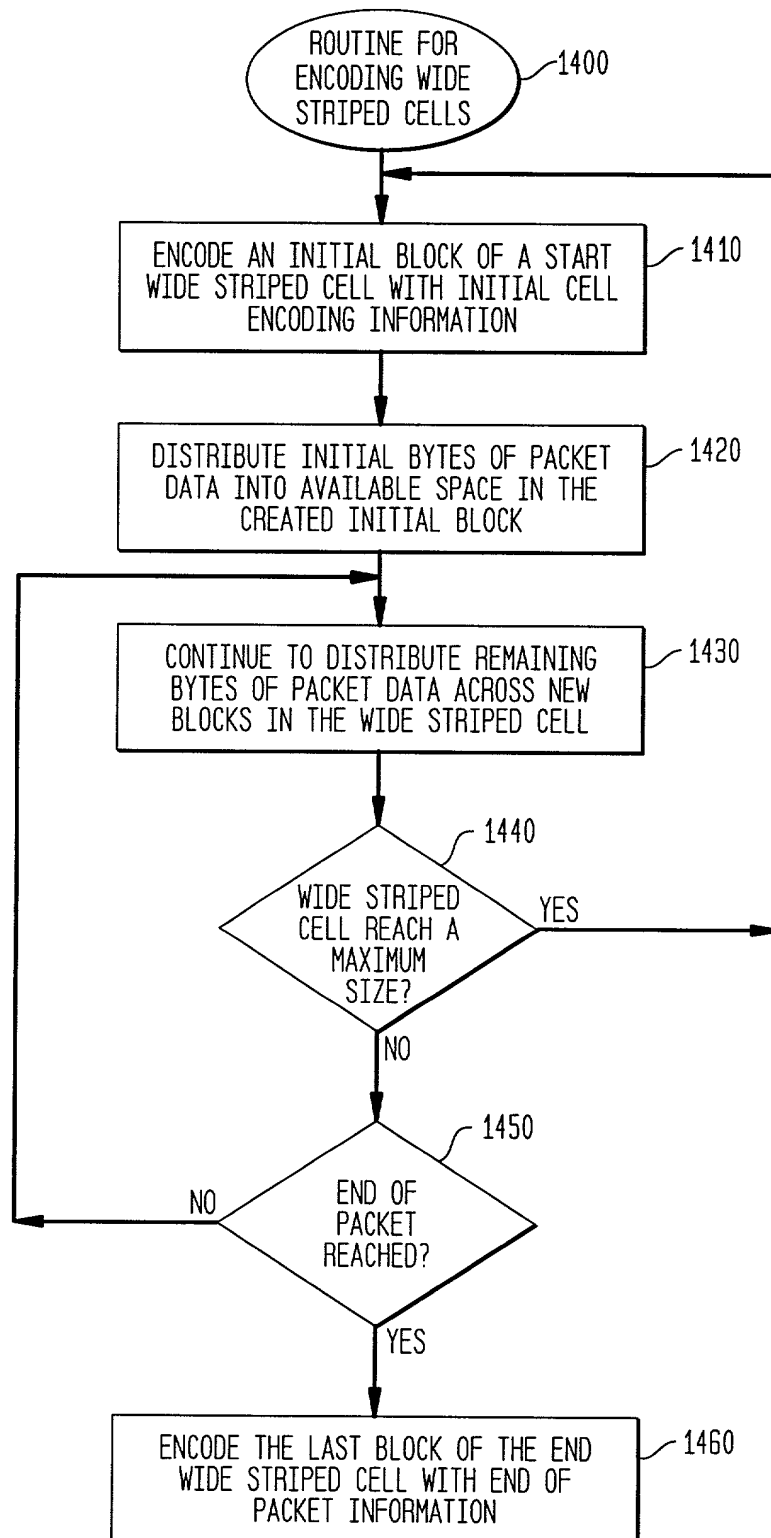 ROUTINE FOR
ENCODING WIDE
STRIPED CELLS
1400
ENCODE AN INITIAL BLOCK OF A START
WIDE STRIPED CELL WITH INITIAL CELL
ENCODING INFORMATION
1410
DISTRIBUTE INITIAL BYTES OF PACKET
DATA INTO AVAILABLE SPACE IN THE
CREATED INITIAL BLOCK
1420
CONTINUE TO DISTRIBUTE REMAINING
BYTES OF PACKET DATA ACROSS NEW
BLOCKS IN THE WIDE STRIPED CELL
1430
1440
WIDE STRIPED
CELL REACH A
MAXIMUM
SIZE?
YES
NO
1450
END OF
PACKET
REACHED?
NO
YES
ENCODE THE LAST BLOCK OF THE END
WIDE STRIPED CELL WITH END OF
PACKET INFORMATION
1460